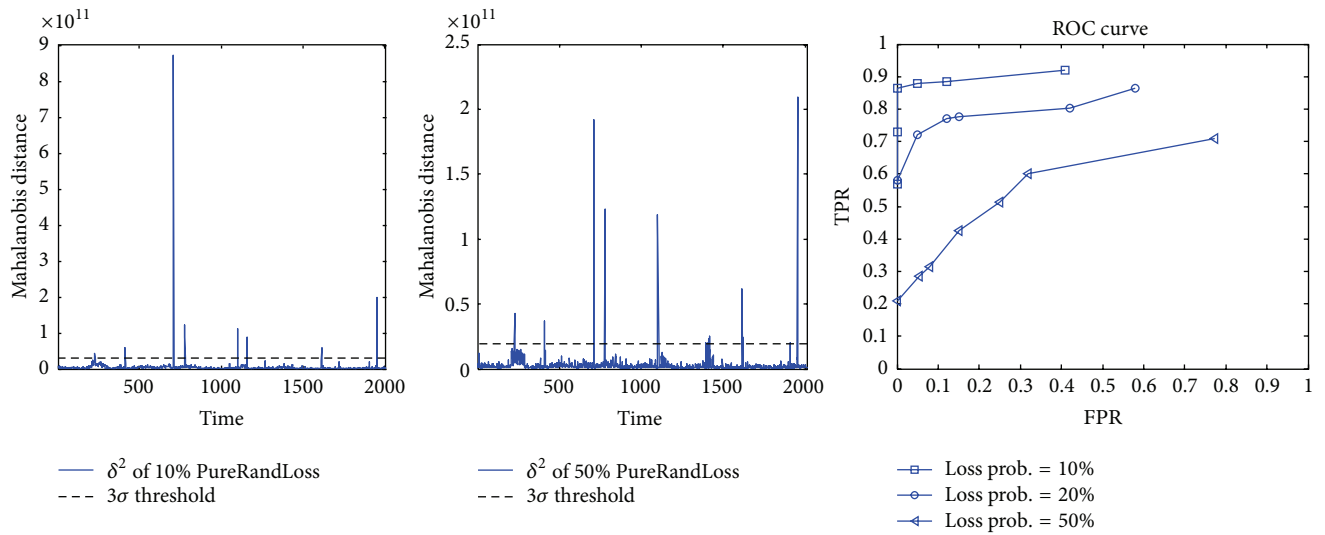 ×10¹¹
9
8
7
6
5
4
3
2
1
0
500
1000
1500
2000
Mahalanobis distance
Time
δ² of 10% PureRandLoss
3σ threshold
×10¹¹
2.5
2
1.5
1
0.5
0
500
1000
1500
2000
Mahalanobis distance
Time
δ² of 50% PureRandLoss
3σ threshold
ROC curve
1
0.9
0.8
0.7
0.6
0.5
0.4
0.3
0.2
0.1
0
0 0.1 0.2 0.3 0.4 0.5 0.6 0.7 0.8 0.9 1
TPR
FPR
Loss prob. = 10%
Loss prob. = 20%
Loss prob. = 50%